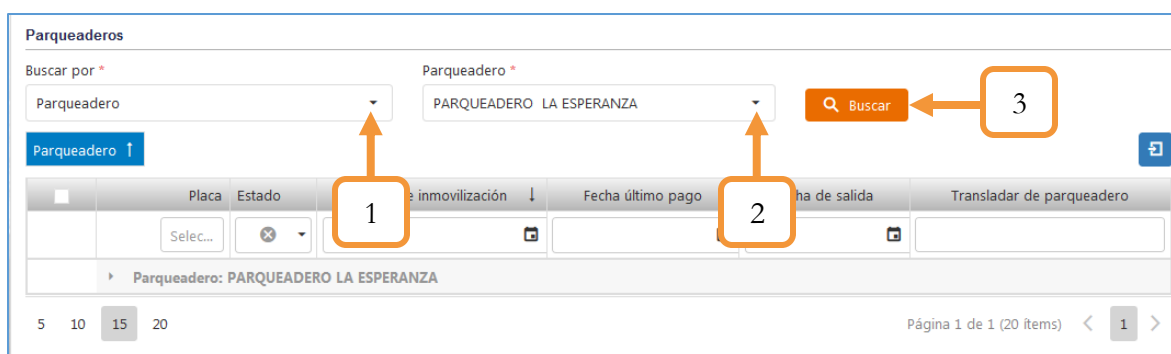 Parqueaderos
Buscar por *
Parqueadero *
Parqueadero
PARQUEADERO LA ESPERANZA
Buscar
3
Parqueadero ↑
Placa Estado e inmovilización ↓ Fecha último pago ha de salida Transladar de parqueadero
1
2
Selec...
Parqueadero: PARQUEADERO LA ESPERANZA
5 10 15 20
Página 1 de 1 (20 ítems) < 1 >